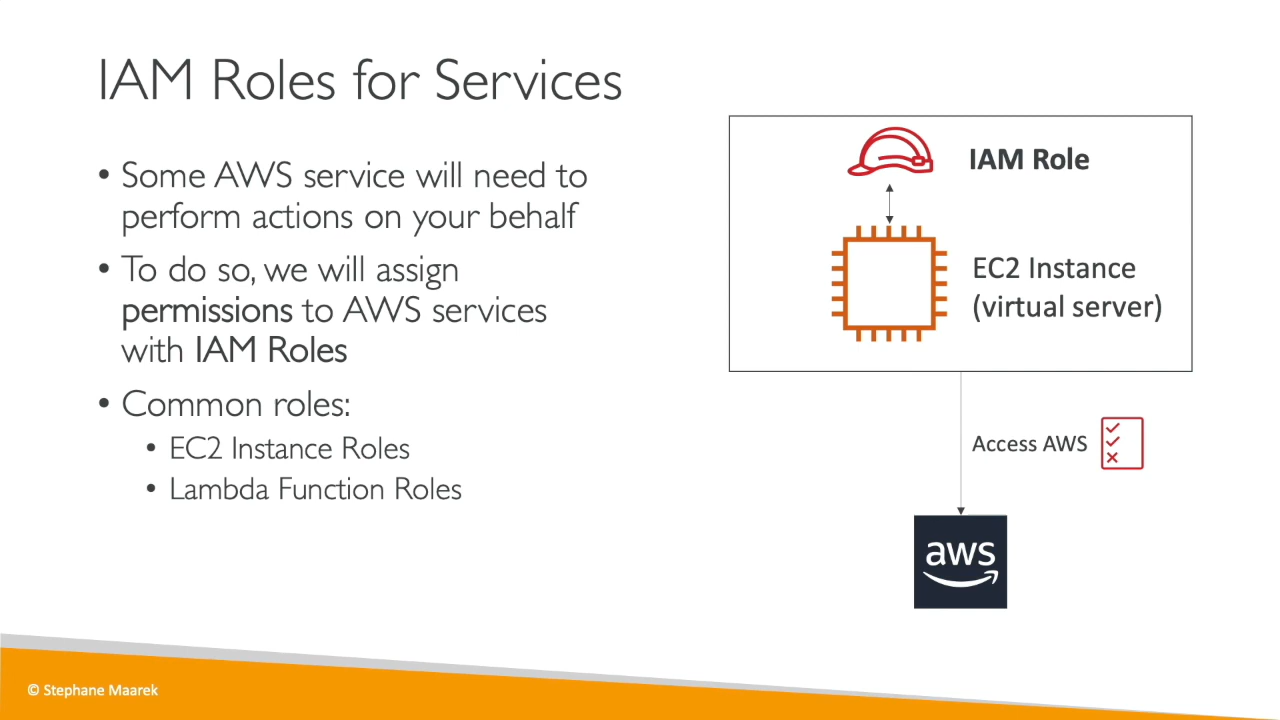 IAM Roles for Services
• Some AWS service will need to
perform actions on your behalf
• To do so, we will assign
permissions to AWS services
with IAM Roles
• Common roles:
• EC2 Instance Roles
• Lambda Function Roles
IAM Role
EC2 Instance
(virtual server)
Access AWS
aws
© Stephane Maarek